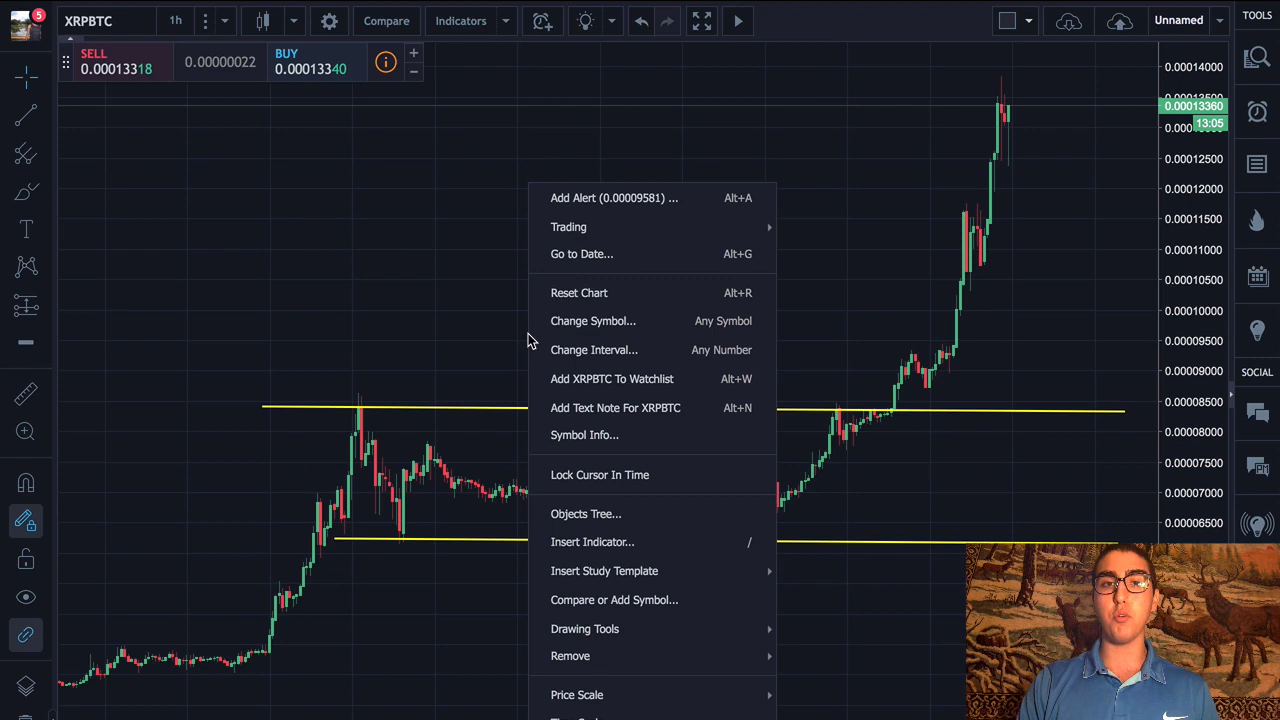 5
XRPBTC
1h
Compare
Indicators
Unnamed
TOOLS
SELL
0.00013318
0.00000022
BUY
0.00013340
0.00014000
0.00013360
13:05
0.00012500
0.00012000
0.00011500
0.00011000
0.00010500
0.00010000
0.00009500
0.00009000
0.00008500
0.00008000
0.00007500
0.00007000
0.00006500
SOCIAL
Add Alert (0.00009581) ... Alt+A
Trading
Go to Date... Alt+G
Reset Chart Alt+R
Change Symbol... Any Symbol
Change Interval... Any Number
Add XRPBTC To Watchlist Alt+W
Add Text Note For XRPBTC Alt+N
Symbol Info...
Lock Cursor In Time
Objects Tree...
Insert Indicator... /
Insert Study Template
Compare or Add Symbol...
Drawing Tools
Remove
Price Scale